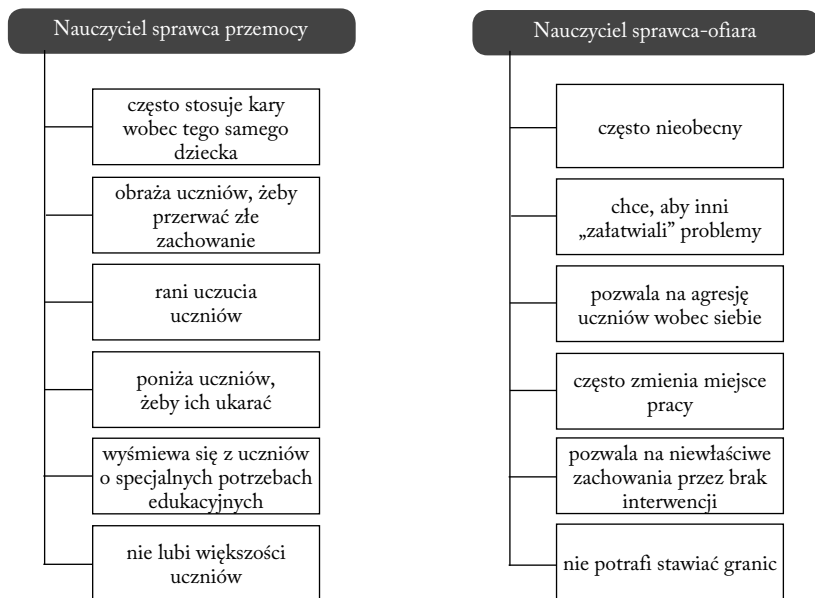 Nauczyciel sprawca przemocy
często stosuje kary
wobec tego samego
dziecka
obraża uczniów, żeby
przerwać złe
zachowanie
rani uczucia
uczniów
poniża uczniów,
żeby ich ukarać
wyśmiewa się z uczniów
o specjalnych potrzebach
edukacyjnych
nie lubi większości
uczniów
Nauczyciel sprawca-ofiara
często nieobecny
chce, aby inni
„załatwiali” problemy
pozwala na agresję
uczniów wobec siebie
często zmienia miejsce
pracy
pozwala na niewłaściwe
zachowania przez brak
interwencji
nie potrafi stawiać granic